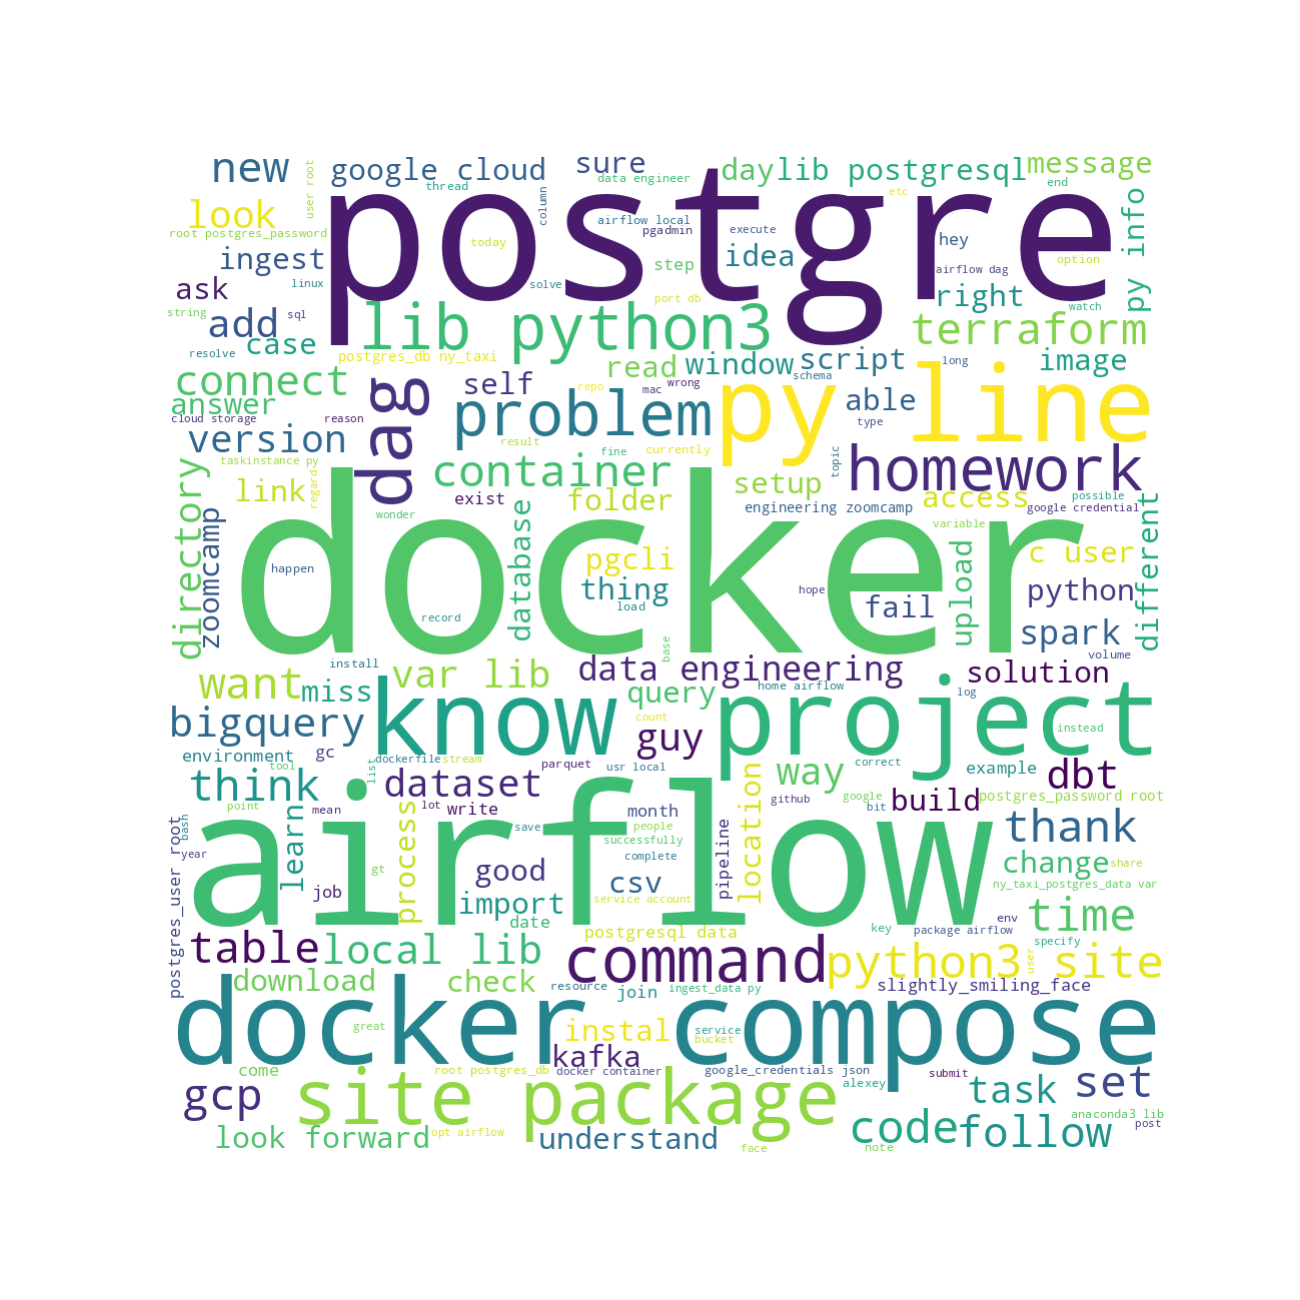 new
google cloud
sure
day
lib postgresql
message
thread
data engineer
end
look
user root
postgre
column
airflow local
etc
py info
root postgres_password
pgadmin
execute
today
idea
hey
ingest
step
option
airflow dag
ask
linux
solve
port db
right
watch
string
add
sql
lib python3
terraform
case
resolve
postgres_db ny_taxi
read
window
script
long
image
connect
dag
self
repo
mac
wrong
schema
py line
answer
able
cloud storage
reason
problem
type
version
result
fine
currently
topic
homework
taskinstance py
regard
container
directory
link
exist
folder
setup
access
possible
engineering zoomcamp
google credential
different
zoomcamp
wonder
docker
database
variable
upload
c user
happen
pgcli
thing
load
hope
fail
python
record
spark
base
volume
install
var lib
data engineering
solution
want
miss
query
home airflow
log
know
project
bigquery
count
guy
instead
environment
gc
dockerfile
stream
parquet
usr local
correct
example
think
tool
list
dataset
way
dbt
location
github
google
build
postgres_password root
point
mean
lot
write
month
bit
bash
postgres_user root
learn
process
save
people
thank
year
successfully
pipeline
complete
change
share
airflow
gt
good
job
csv
ny_taxi_postgres_data var
import
service account
date
env
time
key
package airflow
postgresql data
specify
table
local lib
command
python3 site
user
download
check
resource
join
ingest_data py
slightly_smiling_face
docker compose
great
instal
service
bucket
kafka
come
root postgres_db
docker container
google_credentials json
submit
gcp
site package
alexey
task
set
anaconda3 lib
post
look forward
opt airflow
understand
code
follow
face
note